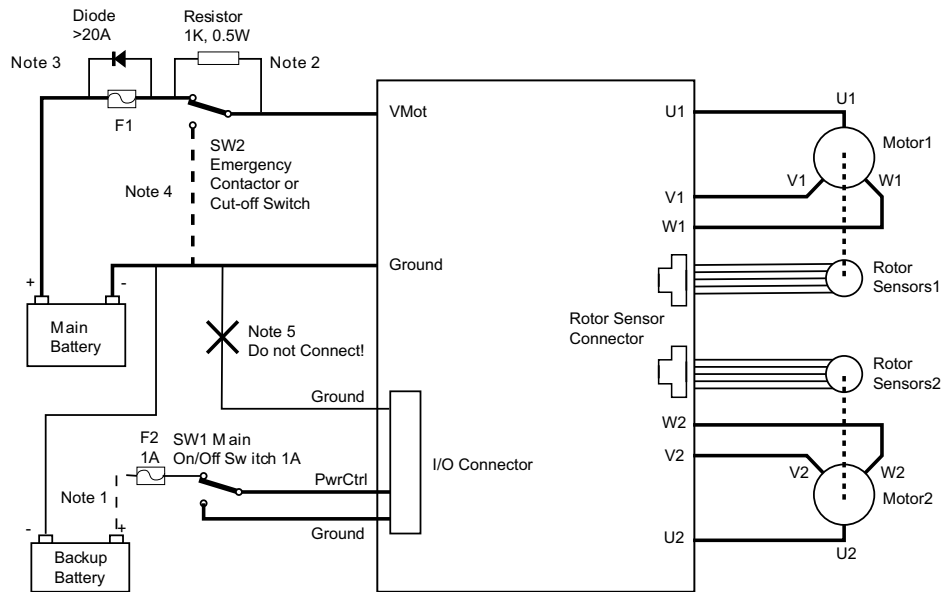 Diode
>20A
Resistor
1K, 0.5W
Note 3
Note 2
F1
VMot
SW2
Emergency
Contactor or
Cut-off Switch
Note 4
Ground
+
-
Main
Battery
Note 5
Do not Connect!
Ground
F2
1A
SW1 Main
On/Off Switch 1A
I/O Connector
PwrCtrl
Note 1
Ground
-
+
Backup
Battery
U1
U1
Motor1
V1
W1
V1
W1
Rotor
Sensors1
Rotor Sensor
Connector
Rotor
Sensors2
W2
V2
V2
W2
Motor2
U2
U2